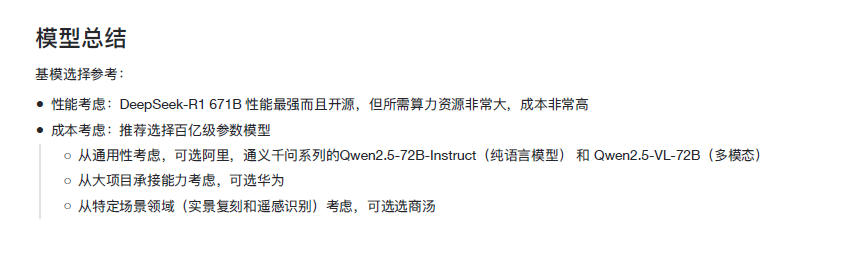 模型总结
基模选择参考：
● 性能考虑：DeepSeek-R1 671B 性能最强而且开源，但所需算力资源非常大，成本非常高
● 成本考虑：推荐选择百亿级参数模型
○ 从通用性考虑，可选阿里，通义千问系列的Qwen2.5-72B-Instruct（纯语言模型） 和 Qwen2.5-VL-72B（多模态）
○ 从大项目承接能力考虑，可选华为
○ 从特定场景领域（实景复刻和遥感识别）考虑，可选选商汤